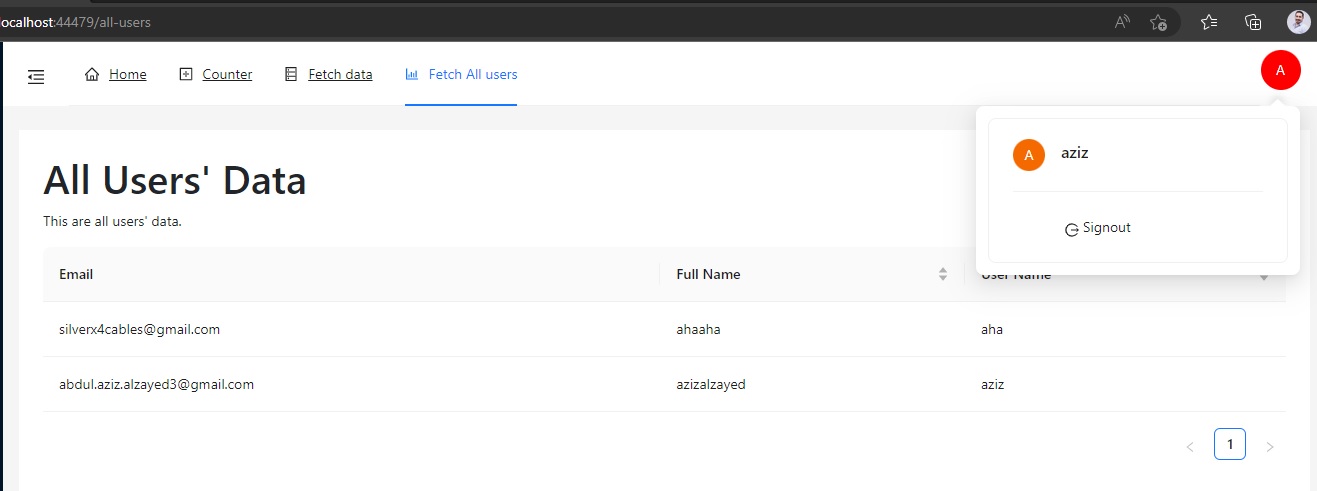 localhost:44479/all-users
Home Counter Fetch data Fetch All users A
A aziz
Signout
All Users' Data
This are all users' data.
Email Full Name User Name
silverx4cables@gmail.com ahaaha aha
abdul.aziz.alzayed3@gmail.com azizalzayed aziz
< 1 >